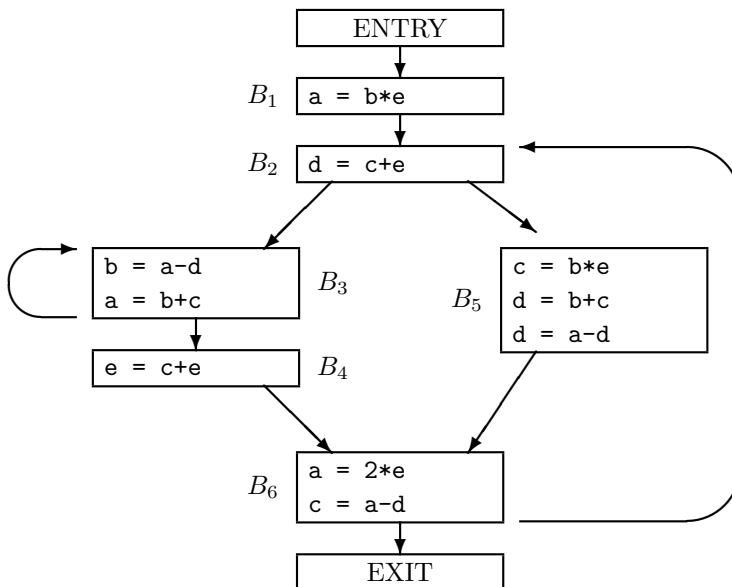 ENTRY
B₁ a = b*e
B₂ d = c+e
b = a-d
a = b+c
B₃
c = b*e
d = b+c
d = a-d
B₅
e = c+e B₄
a = 2*e
c = a-d
B₆
EXIT